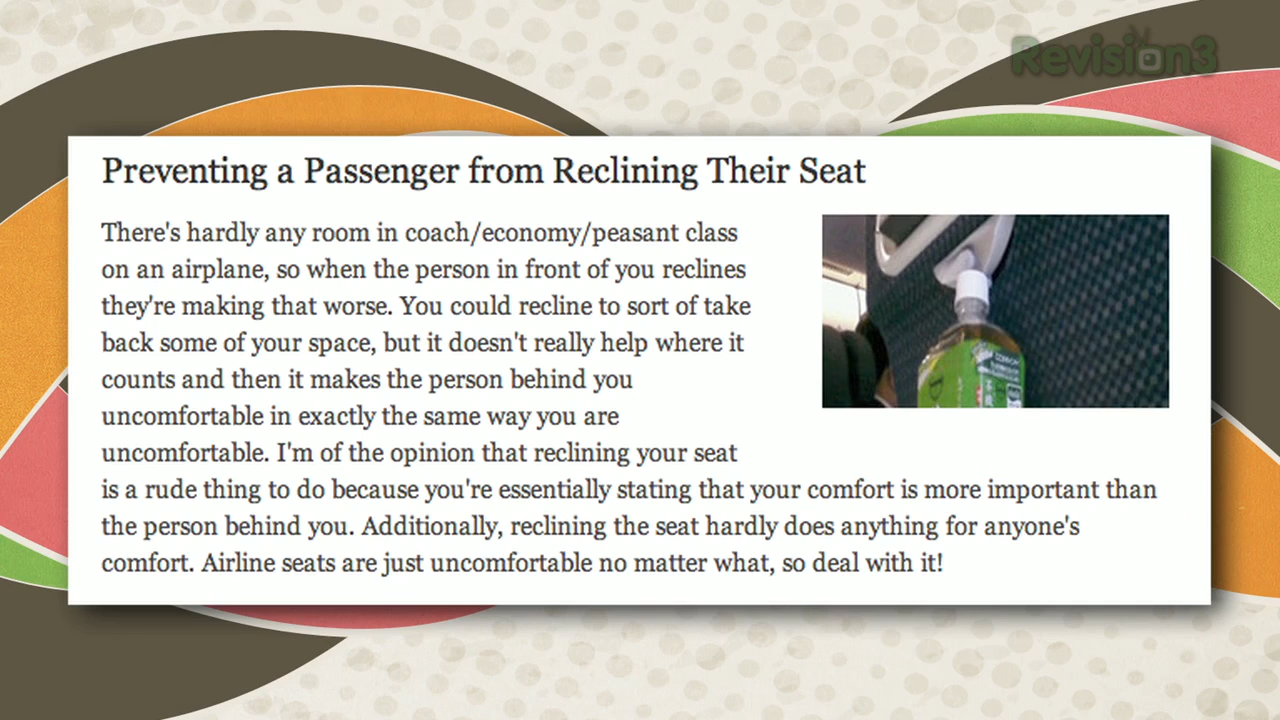 Revision3
Preventing a Passenger from Reclining Their Seat
There's hardly any room in coach/economy/peasant class
on an airplane, so when the person in front of you reclines
they're making that worse. You could recline to sort of take
back some of your space, but it doesn't really help where it
counts and then it makes the person behind you
uncomfortable in exactly the same way you are
uncomfortable. I'm of the opinion that reclining your seat
is a rude thing to do because you're essentially stating that your comfort is more important than
the person behind you. Additionally, reclining the seat hardly does anything for anyone's
comfort. Airline seats are just uncomfortable no matter what, so deal with it!